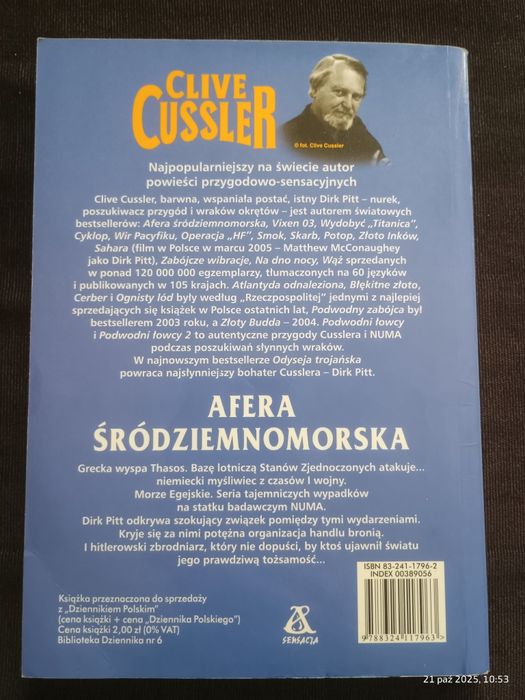 CLIVE
CUSSLER
© fot. Clive Cussler
Najpopularniejszy na świecie autor
powieści przygodowo-sensacyjnych
Clive Cussler, barwna, wspaniała postać, istny Dirk Pitt – nurek,
poszukiwacz przygód i wraków okrętów – jest autorem światowych
bestsellerów: Afera śródziemnomorska, Vixen 03, Wydobyć „Titanica",
Cyklop, Wir Pacyfiku, Operacja „HF", Smok, Skarb, Potop, Złoto Inków,
Sahara (film w Polsce w marcu 2005 – Matthew McConaughey
jako Dirk Pitt), Zabójcze wibracje, Na dno nocy, Wąż sprzedanych
w ponad 120 000 000 egzemplarzy, tłumaczonych na 60 języków
i publikowanych w 105 krajach. Atlantyda odnaleziona, Błękitne złoto,
Cerber i Ognisty lód były według „Rzeczpospolitej" jednymi z najlepiej
sprzedających się książek w Polsce ostatnich lat, Podwodny zabójca był
bestsellerem 2003 roku, a Złoty Budda – 2004. Podwodni łowcy
i Podwodni łowcy 2 to autentyczne przygody Cusslera i NUMA
podczas poszukiwań słynnych wraków.
W najnowszym bestsellerze Odyseja trojańska
powraca najsłynniejszy bohater Cusslera – Dirk Pitt.
AFERA
ŚRÓDZIEMNOMORSKA
Grecka wyspa Thasos. Bazę lotniczą Stanów Zjednoczonych atakuje...
niemiecki myśliwiec z czasów I wojny.
Morze Egejskie. Seria tajemniczych wypadków
na statku badawczym NUMA.
Dirk Pitt odkrywa szokujący związek pomiędzy tymi wydarzeniami.
Kryje się za nimi potężna organizacja handlu bronią.
I hitlerowski zbrodniarz, który nie dopuści, by ktoś ujawnił światu
jego prawdziwą tożsamość...
ISBN 83-241-1796-2
INDEX 00389056
9 788324 117963 >
Książka przeznaczona do sprzedaży
z „Dziennikiem Polskim"
(cena książki + cena „Dziennika Polskiego")
Cena książki 2,00 zł (0% VAT)
Biblioteka Dziennika nr 6
A
SENSACJA
21 paź 2025, 10:53